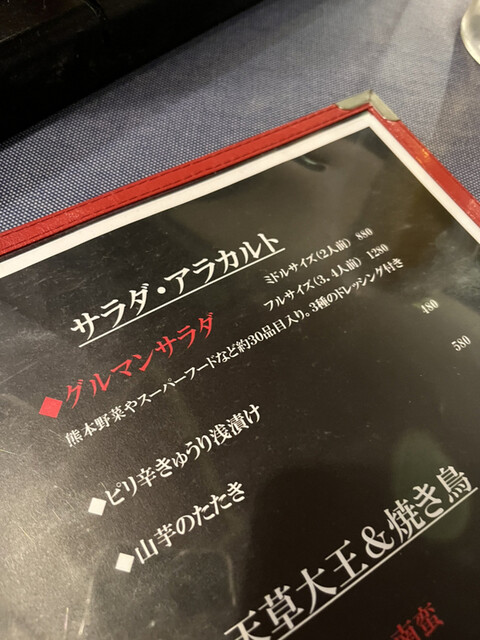 サラダ・アラカルト
◆グルマンサラダ
ミドルサイズ(2人前) 880
フルサイズ(3、4人前) 1280
熊本野菜やスーパーフードなど約30品目入り。3種のドレッシング付き
◆ピリ辛きゅうり浅漬け 480
◆山芋のたたき 580
天草大王&焼き鳥
南蛮